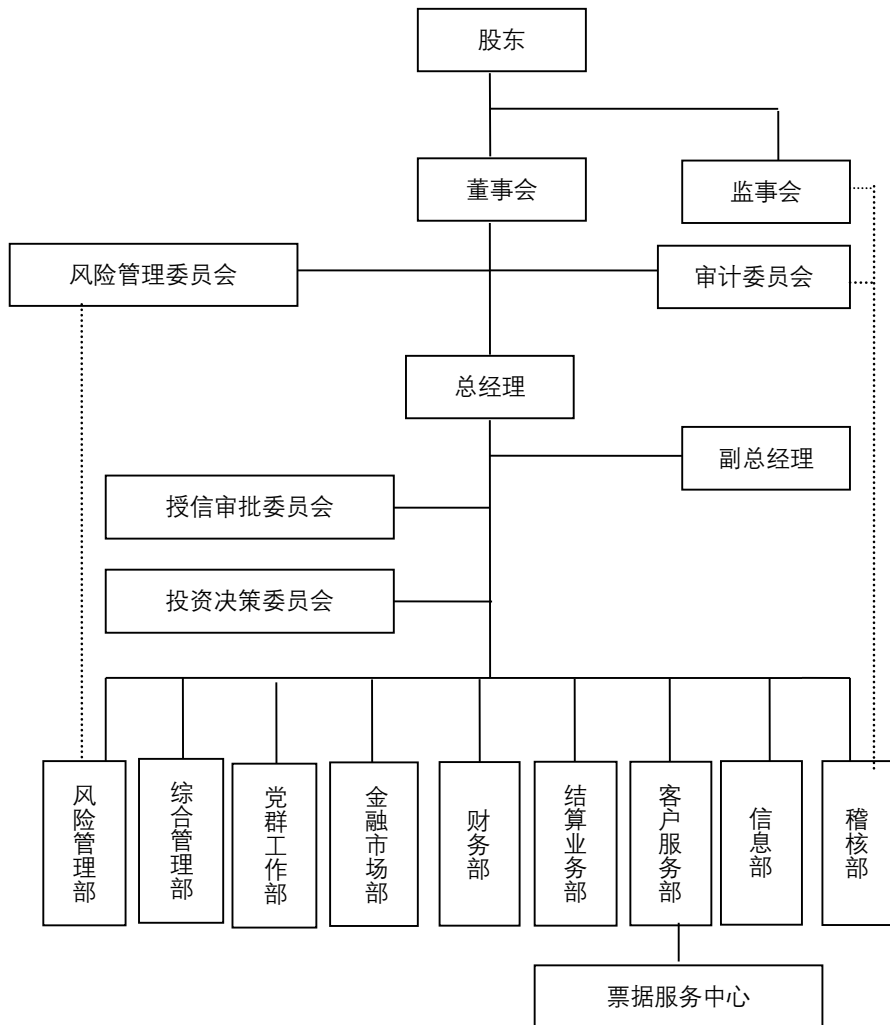 股东
董事会
监事会
风险管理委员会
审计委员会
总经理
副总经理
授信审批委员会
投资决策委员会
风险管理部
综合管理部
党群工作部
金融市场部
财务部
结算业务部
客户服务部
信息部
稽核部
票据服务中心